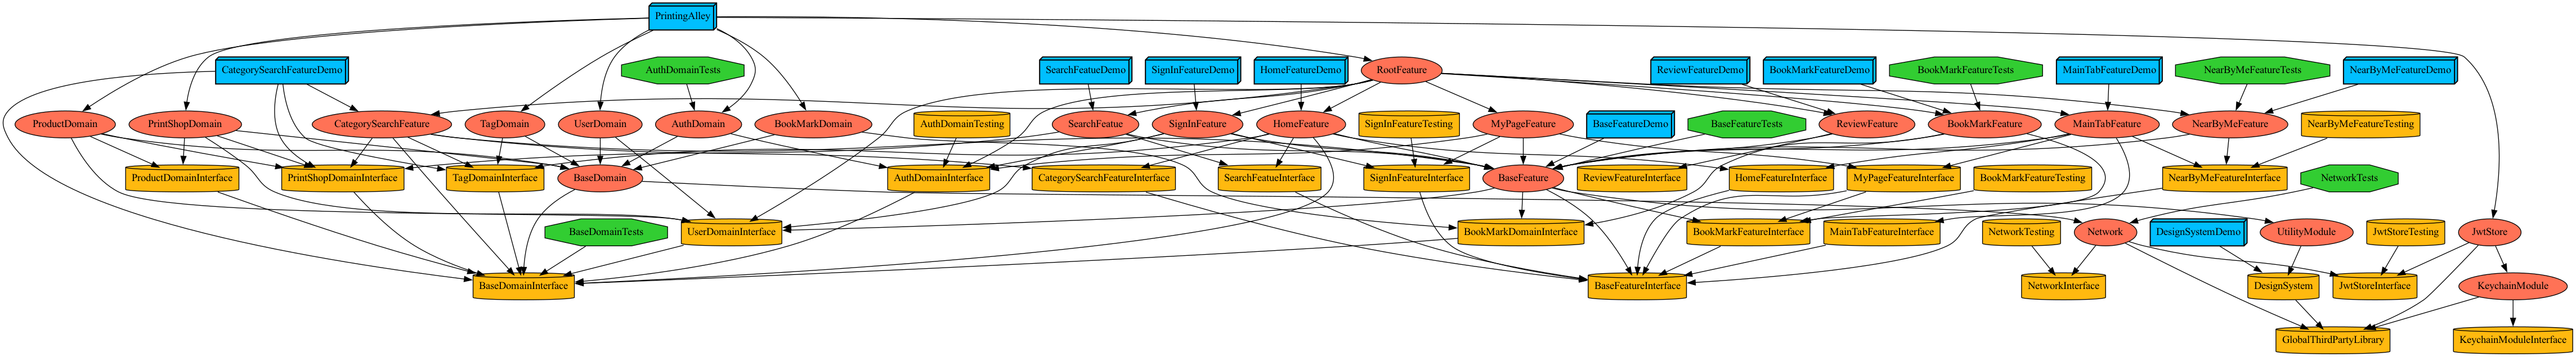 PrintingAlley
CategorySearchFeatureDemo
AuthDomainTests
SearchFeatueDemo
SignInFeatureDemo
HomeFeatureDemo
RootFeature
ReviewFeatureDemo
BookMarkFeatureDemo
BookMarkFeatureTests
MainTabFeatureDemo
NearByMeFeatureTests
NearByMeFeatureDemo
ProductDomain
PrintShopDomain
CategorySearchFeature
TagDomain
UserDomain
AuthDomain
BookMarkDomain
AuthDomainTesting
SearchFeatue
SignInFeature
HomeFeature
SignInFeatureTesting
MyPageFeature
BaseFeatureDemo
BaseFeatureTests
ReviewFeature
BookMarkFeature
MainTabFeature
NearByMeFeature
NearByMeFeatureTesting
ProductDomainInterface
PrintShopDomainInterface
TagDomainInterface
BaseDomain
AuthDomainInterface
CategorySearchFeatureInterface
SearchFeatueInterface
SignInFeatureInterface
BaseFeature
ReviewFeatureInterface
HomeFeatureInterface
MyPageFeatureInterface
BookMarkFeatureTesting
NearByMeFeatureInterface
NetworkTests
BaseDomainTests
UserDomainInterface
BookMarkDomainInterface
BookMarkFeatureInterface
MainTabFeatureInterface
NetworkTesting
Network
DesignSystemDemo
UtilityModule
JwtStoreTesting
JwtStore
BaseDomainInterface
BaseFeatureInterface
NetworkInterface
DesignSystem
JwtStoreInterface
KeychainModule
GlobalThirdPartyLibrary
KeychainModuleInterface